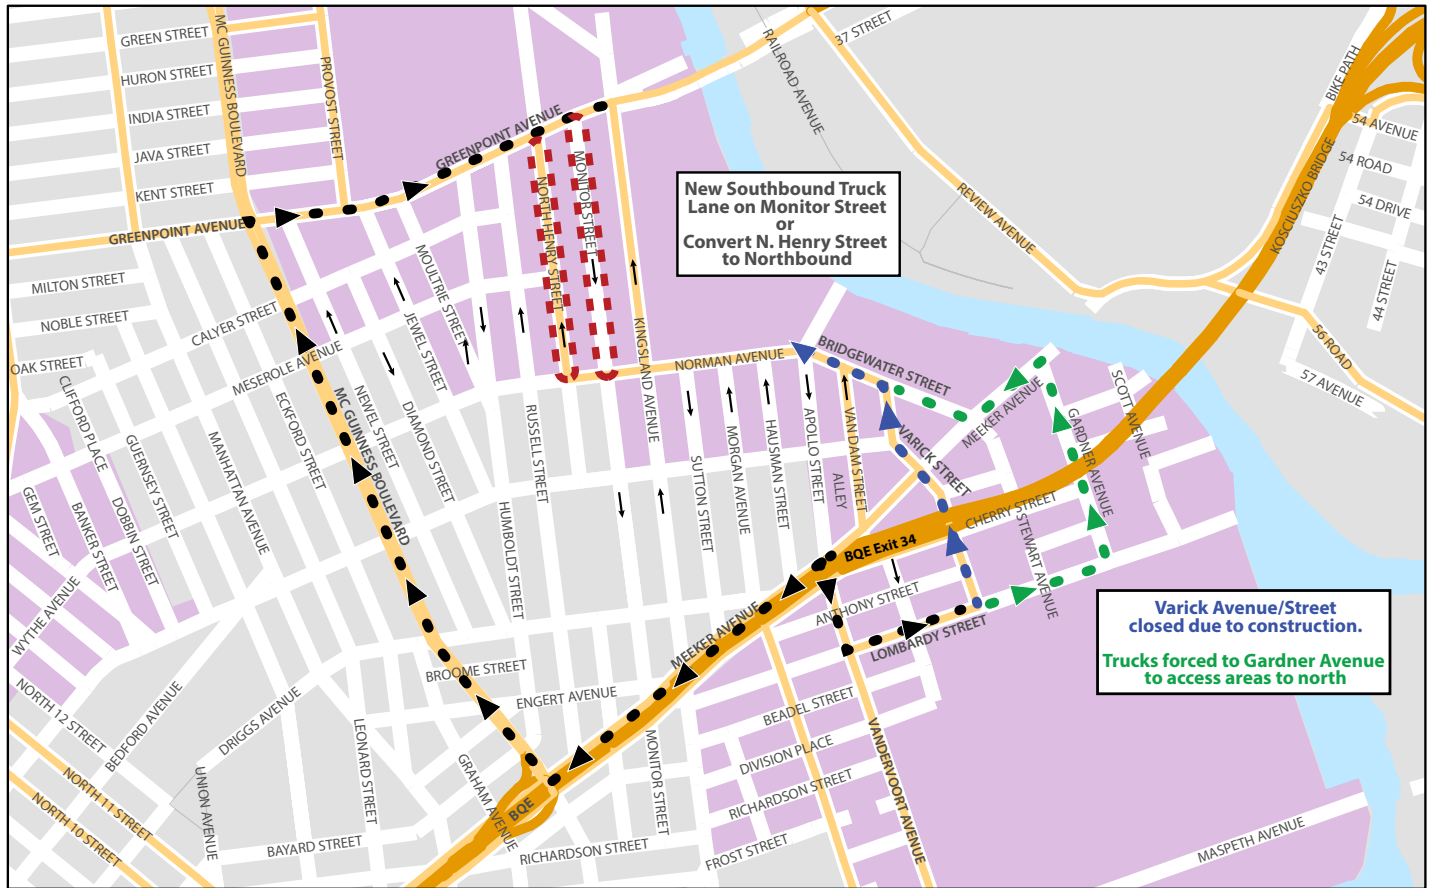 GREEN STREET
HURON STREET
INDIA STREET
JAVA STREET
KENT STREET
GREENPOINT AVENUE
MILTON STREET
NOBLE STREET
OAK STREET
CALYER STREET
MESEROLE AVENUE
MC GUINNESS BOULEVARD
PROVOST STREET
GREENPOINT AVENUE
MOULTRIE STREET
JEWEL STREET
NORTH HENRY STREET
MONITOR STREET
KINGSLAND AVENUE
NORMAN AVENUE
RAILROAD AVENUE
37 STREET
REVIEW AVENUE
BIKE PATH
54 AVENUE
54 ROAD
54 DRIVE
KOSCIUSZKO BRIDGE
43 STREET
44 STREET
56 ROAD
57 AVENUE
New Southbound Truck
Lane on Monitor Street
or
Convert N. Henry Street
to Northbound
BRIDGEWATER STREET
MEEKER AVENUE
SCOTT AVENUE
GARDNER AVENUE
VARICK STREET
CHERRY STREET
STEWART AVENUE
VAN DAM STREET
APOLLO STREET
ALLEY
HAUSMAN STREET
MORGAN AVENUE
SUTTON STREET
RUSSELL STREET
HUMBOLDT STREET
DIAMOND STREET
NEWEL STREET
MC GUINNESS BOULEVARD
ECKFORD STREET
MANHATTAN AVENUE
GUERNSEY STREET
CLIFFORD PLACE
DOBBIN STREET
BANKER STREET
GEM STREET
WYTHE AVENUE
NORTH 12 STREET
BEDFORD AVENUE
NORTH 11 STREET
NORTH 10 STREET
DRIGGS AVENUE
UNION AVENUE
LEONARD STREET
BAYARD STREET
BROOME STREET
ENGERT AVENUE
GRAHAM AVENUE
BQE
RICHARDSON STREET
MONITOR STREET
MEEKER AVENUE
BQE Exit 34
ANTHONY STREET
LOMBARDY STREET
BEADEL STREET
DIVISION PLACE
RICHARDSON STREET
FROST STREET
VANDERVOORT AVENUE
MASPETH AVENUE
Varick Avenue/Street
closed due to construction.
Trucks forced to Gardner Avenue
to access areas to north